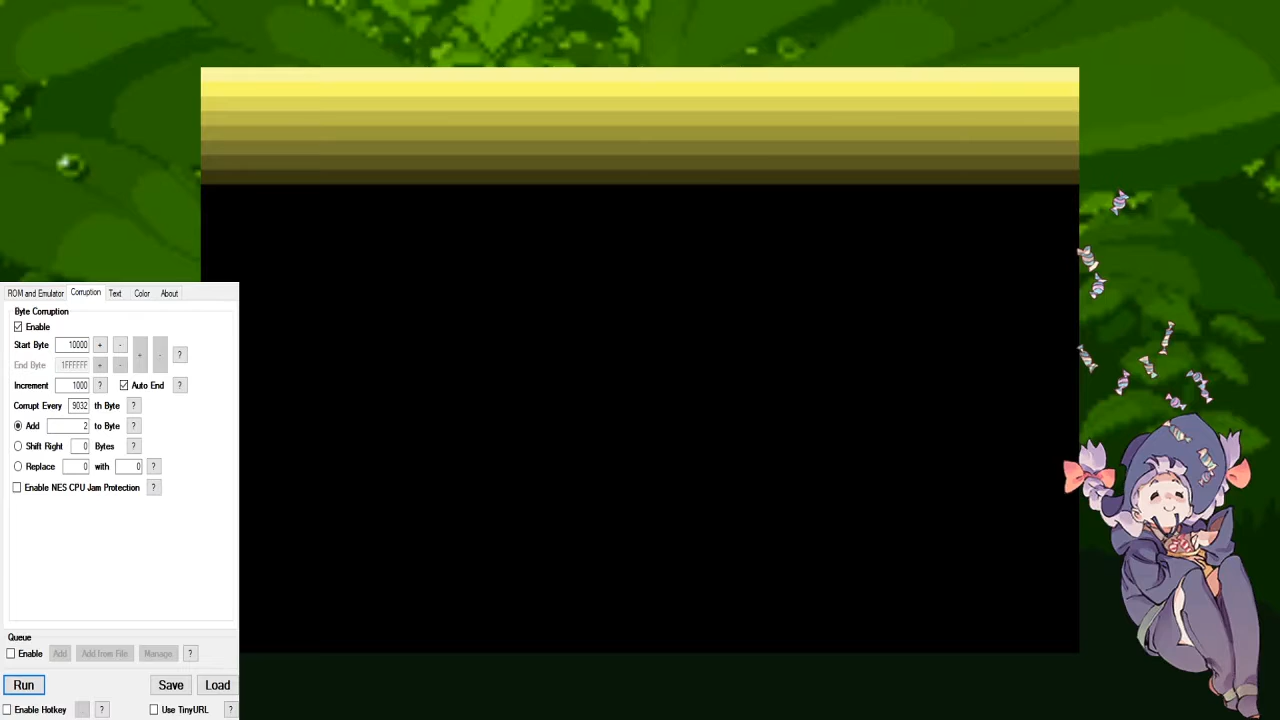 ROM and Emulator Corruption Text Color About
Byte Corruption
Enable
Start Byte 10000 + - + - ?
End Byte 1FFFFF + -
Increment 1000 ? Auto End ?
Corrupt Every 9032 th Byte ?
Add 2 to Byte ?
Shift Right 0 Bytes ?
Replace 0 with 0 ?
Enable NES CPU Jam Protection ?
Queue
Enable Add Add from File Manage ?
Run Save Load
Enable Hotkey ... ? Use TinyURL ?